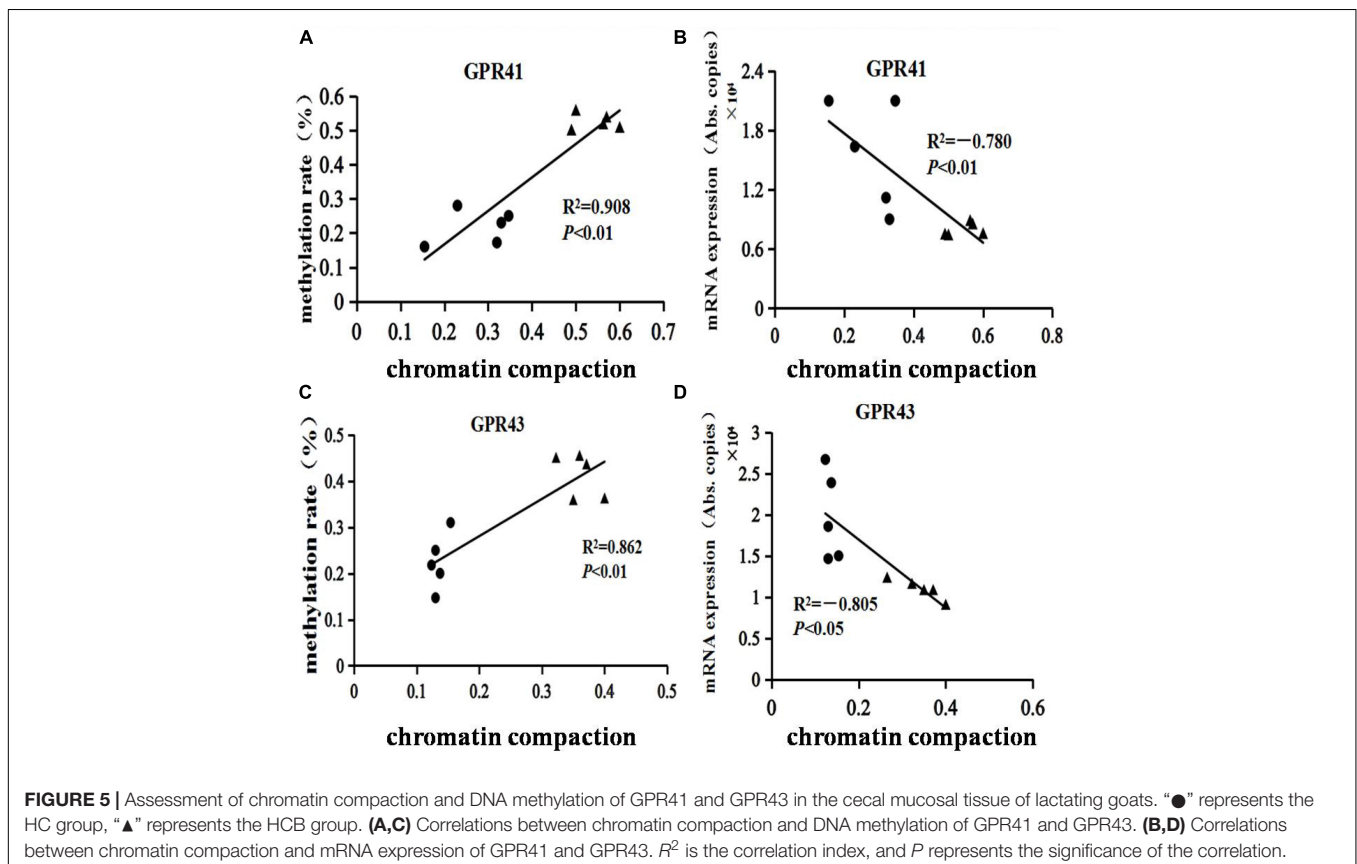 A
GPR41
methylation rate (%)
0.6
0.5
0.4
0.3
0.2
0.1
0
R²=0.908
P<0.01
0 0.1 0.2 0.3 0.4 0.5 0.6 0.7
chromatin compaction
B
GPR41
mRNA expression (Abs. copies)
×10⁴
2.4
1.8
1.2
0.6
0
R²=−0.780
P<0.01
0 0.2 0.4 0.6 0.8
chromatin compaction
C
GPR43
methylation rate (%)
0.5
0.4
0.3
0.2
0.1
0
R²=0.862
P<0.01
0 0.1 0.2 0.3 0.4 0.5
chromatin compaction
D
GPR43
mRNA expression (Abs. copies)
×10⁴
3
2.5
2
1.5
1
0.5
0
R²=−0.805
P<0.05
0 0.2 0.4 0.6
chromatin compaction
FIGURE 5 | Assessment of chromatin compaction and DNA methylation of GPR41 and GPR43 in the cecal mucosal tissue of lactating goats. “●” represents the
HC group, “▲” represents the HCB group. (A,C) Correlations between chromatin compaction and DNA methylation of GPR41 and GPR43. (B,D) Correlations
between chromatin compaction and mRNA expression of GPR41 and GPR43. R² is the correlation index, and P represents the significance of the correlation.